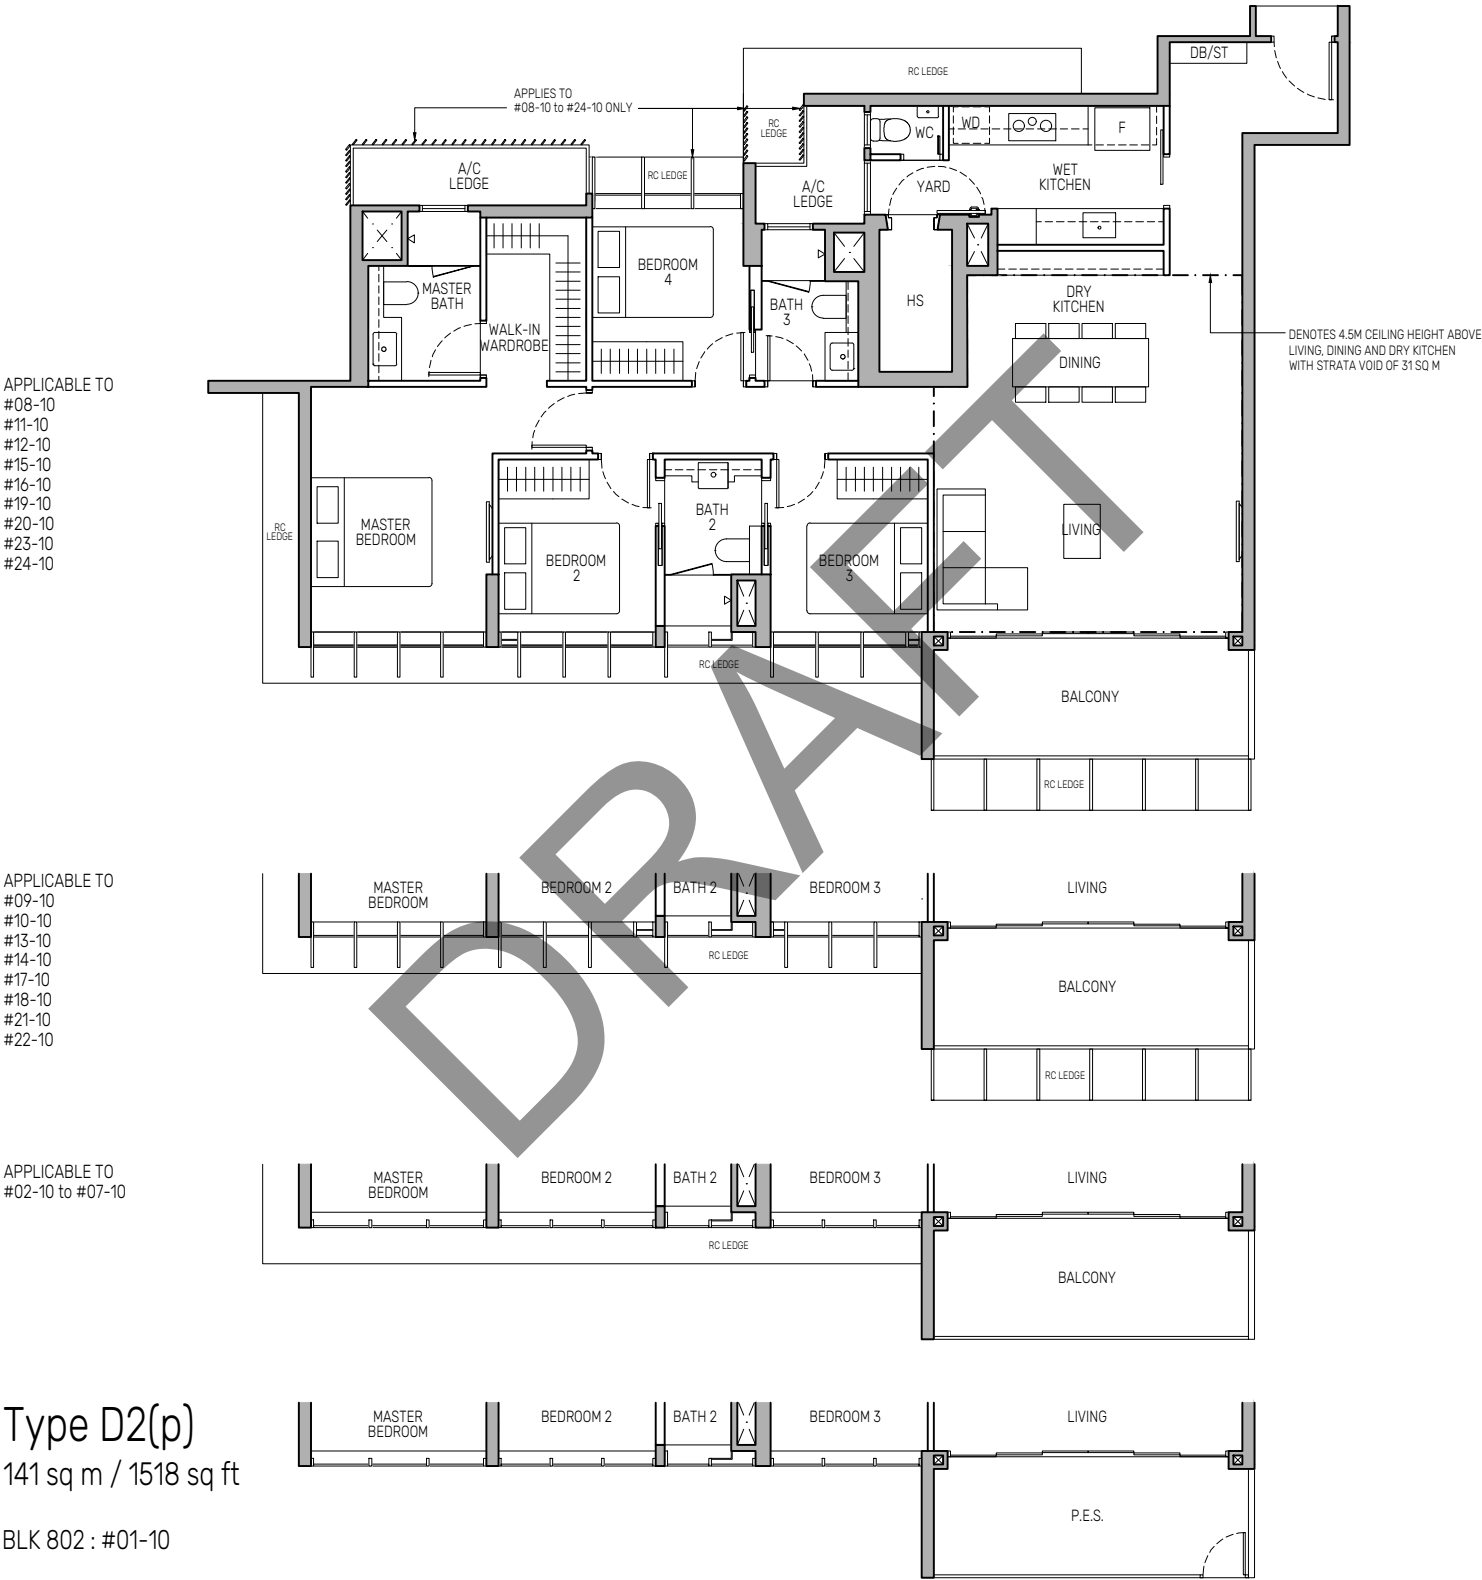 DB/ST
RC LEDGE
APPLIES TO
#08-10 to #24-10 ONLY
RC
LEDGE
WC
WD
F
A/C
LEDGE
RC LEDGE
A/C
LEDGE
YARD
WET
KITCHEN
MASTER
BATH
WALK-IN
WARDROBE
BEDROOM
4
BATH
3
HS
DRY
KITCHEN
DINING
DENOTES 4.5M CEILING HEIGHT ABOVE
LIVING, DINING AND DRY KITCHEN
WITH STRATA VOID OF 31 SQ M
APPLICABLE TO
#08-10
#11-10
#12-10
#15-10
#16-10
#19-10
#20-10
#23-10
#24-10
RC
LEDGE
MASTER
BEDROOM
BEDROOM
2
BATH
2
BEDROOM
3
LIVING
RC LEDGE
BALCONY
RC LEDGE
DRAFT
APPLICABLE TO
#09-10
#10-10
#13-10
#14-10
#17-10
#18-10
#21-10
#22-10
MASTER
BEDROOM
BEDROOM 2
BATH 2
BEDROOM 3
LIVING
RC LEDGE
BALCONY
RC LEDGE
APPLICABLE TO
#02-10 to #07-10
MASTER
BEDROOM
BEDROOM 2
BATH 2
BEDROOM 3
LIVING
RC LEDGE
BALCONY
Type D2(p)
141 sq m / 1518 sq ft
BLK 802 : #01-10
MASTER
BEDROOM
BEDROOM 2
BATH 2
BEDROOM 3
LIVING
P.E.S.